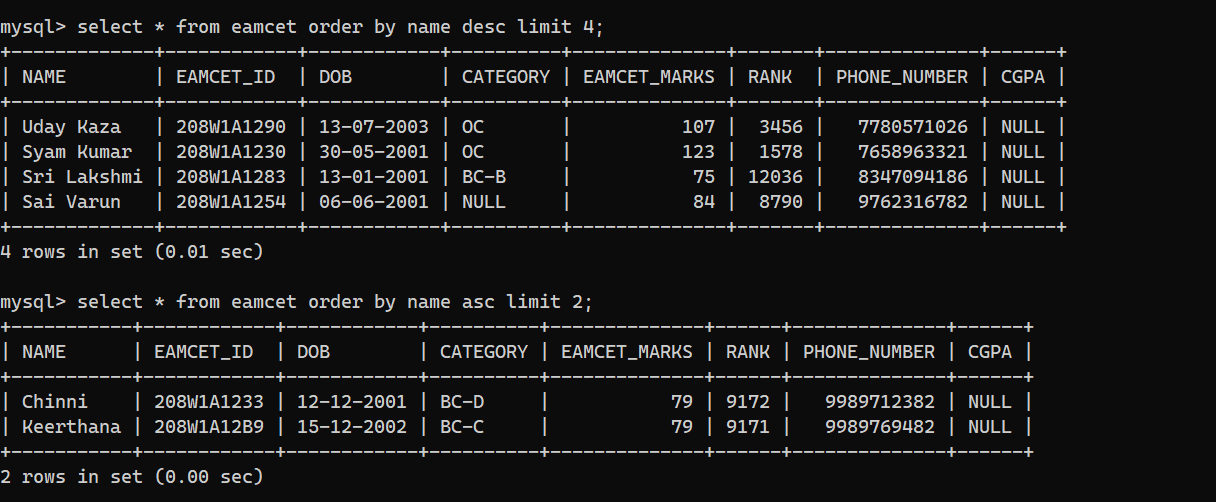 mysql> select * from eamcet order by name desc limit 4;
+-------------+------------+------------+----------+--------------+-------+--------------+------+
| NAME        | EAMCET_ID  | DOB        | CATEGORY | EAMCET_MARKS | RANK  | PHONE_NUMBER | CGPA |
+-------------+------------+------------+----------+--------------+-------+--------------+------+
| Uday Kaza   | 208W1A1290 | 13-07-2003 | OC       |          107 |  3456 |   7780571026 | NULL |
| Syam Kumar  | 208W1A1230 | 30-05-2001 | OC       |          123 |  1578 |   7658963321 | NULL |
| Sri Lakshmi | 208W1A1283 | 13-01-2001 | BC-B     |           75 | 12036 |   8347094186 | NULL |
| Sai Varun   | 208W1A1254 | 06-06-2001 | NULL     |           84 |  8790 |   9762316782 | NULL |
+-------------+------------+------------+----------+--------------+-------+--------------+------+
4 rows in set (0.01 sec)

mysql> select * from eamcet order by name asc limit 2;
+-----------+------------+------------+----------+--------------+------+--------------+------+
| NAME      | EAMCET_ID  | DOB        | CATEGORY | EAMCET_MARKS | RANK | PHONE_NUMBER | CGPA |
+-----------+------------+------------+----------+--------------+------+--------------+------+
| Chinni    | 208W1A1233 | 12-12-2001 | BC-D     |           79 | 9172 |   9989712382 | NULL |
| Keerthana | 208W1A12B9 | 15-12-2002 | BC-C     |           79 | 9171 |   9989769482 | NULL |
+-----------+------------+------------+----------+--------------+------+--------------+------+
2 rows in set (0.00 sec)